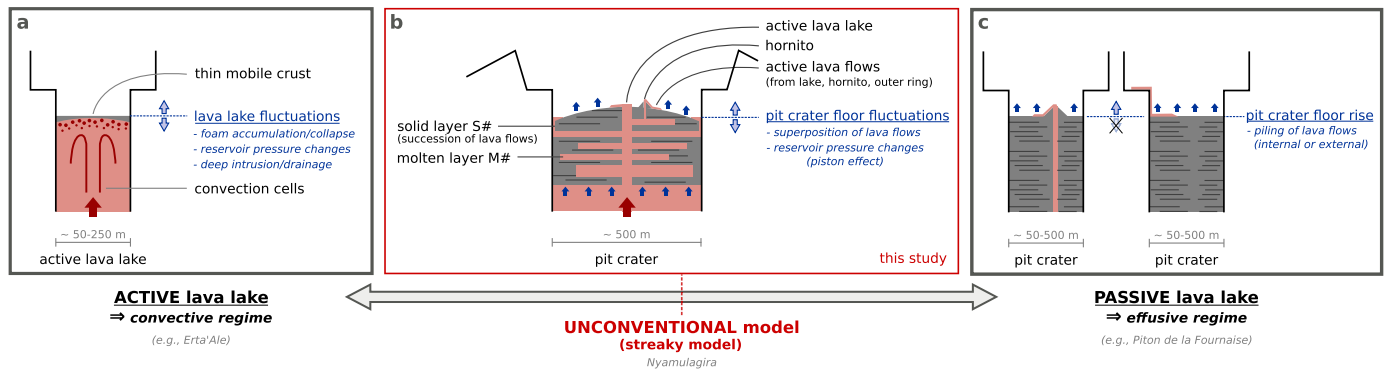 a
thin mobile crust
lava lake fluctuations
- foam accumulation/collapse
- reservoir pressure changes
- deep intrusion/drainage
convection cells
~ 50-250 m
active lava lake
b
active lava lake
hornito
active lava flows
(from lake, hornito, outer ring)
solid layer S#
(succession of lava flows)
molten layer M#
pit crater floor fluctuations
- superposition of lava flows
- reservoir pressure changes
(piston effect)
~ 500 m
pit crater
this study
c
pit crater floor rise
- piling of lava flows
(internal or external)
~ 50-500 m
~ 50-500 m
pit crater
pit crater
ACTIVE lava lake
⇒ convective regime
(e.g., Erta'Ale)
UNCONVENTIONAL model
(streaky model)
Nyamulagira
PASSIVE lava lake
⇒ effusive regime
(e.g., Piton de la Fournaise)